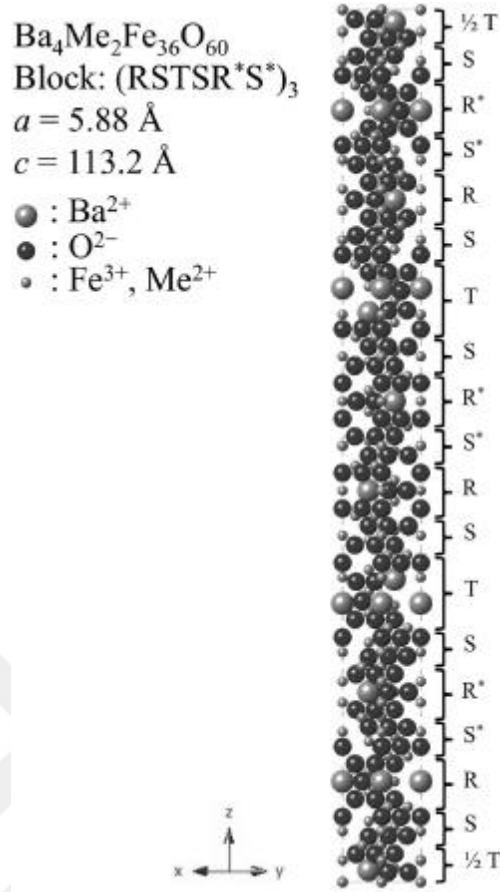 Ba₄Me₂Fe₃₆O₆₀
Block: (RSTSR*S*)₃
a = 5.88 Å
c = 113.2 Å
: Ba²⁺
: O²⁻
: Fe³⁺, Me²⁺
½ T
S
R*
S*
R
S
T
S
R*
S*
R
S
T
S
R*
S*
R
S
½ T
z
x
y